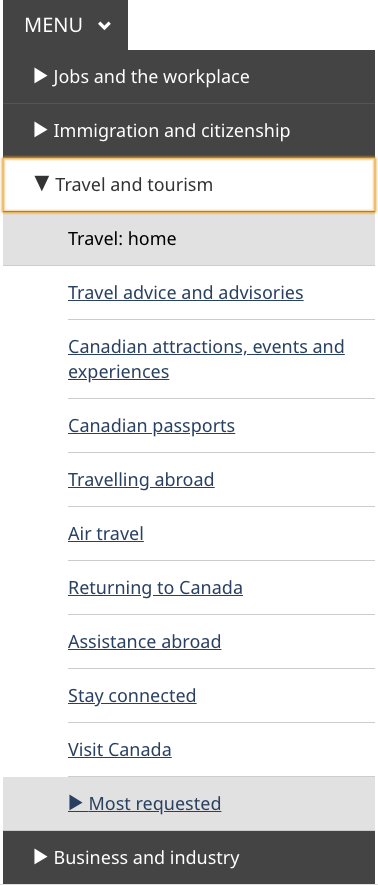 MENU
Jobs and the workplace
Immigration and citizenship
Travel and tourism
Travel: home
Travel advice and advisories
Canadian attractions, events and
experiences
Canadian passports
Travelling abroad
Air travel
Returning to Canada
Assistance abroad
Stay connected
Visit Canada
Most requested
Business and industry